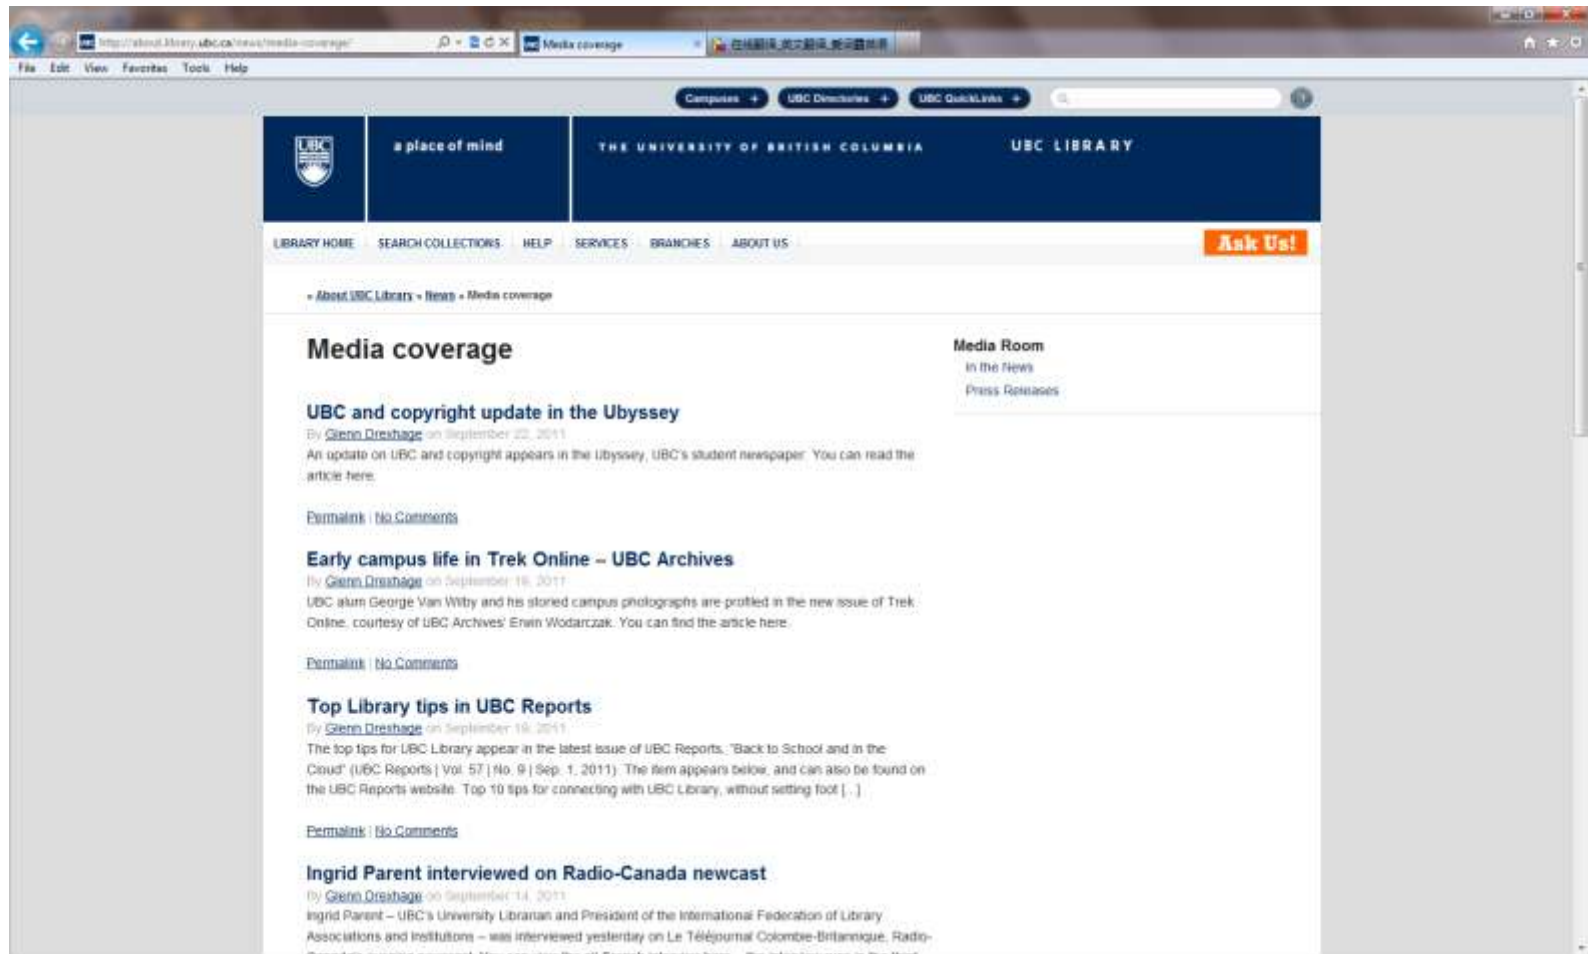 http://about.library.ubc.ca/news/media-coverage/
Media coverage
File Edit View Favorites Tools Help
Campuses +
UBC Directories +
UBC QuickLinks +
UBC
a place of mind
THE UNIVERSITY OF BRITISH COLUMBIA
UBC LIBRARY
LIBRARY HOME SEARCH COLLECTIONS HELP SERVICES BRANCHES ABOUT US
Ask Us!
» About UBC Library » News » Media coverage
Media coverage
UBC and copyright update in the Ubyssey
By Glenn Drexhage on September 22, 2011
An update on UBC and copyright appears in the Ubyssey, UBC's student newspaper. You can read the
article here.
Permalink | No Comments
Early campus life in Trek Online – UBC Archives
By Glenn Drexhage on September 19, 2011
UBC alum George Van Wilby and his storied campus photographs are profiled in the new issue of Trek
Online, courtesy of UBC Archives' Erwin Wodarczak. You can find the article here.
Permalink | No Comments
Top Library tips in UBC Reports
By Glenn Drexhage on September 19, 2011
The top tips for UBC Library appear in the latest issue of UBC Reports, "Back to School and in the
Cloud" (UBC Reports | Vol. 57 | No. 9 | Sep. 1, 2011). The item appears below, and can also be found on
the UBC Reports website. Top 10 tips for connecting with UBC Library, without setting foot [...]
Permalink | No Comments
Ingrid Parent interviewed on Radio-Canada newcast
By Glenn Drexhage on September 14, 2011
Ingrid Parent – UBC's University Librarian and President of the International Federation of Library
Associations and Institutions – was interviewed yesterday on Le Téléjournal Colombie-Britannique, Radio-
Media Room
In the News
Press Releases